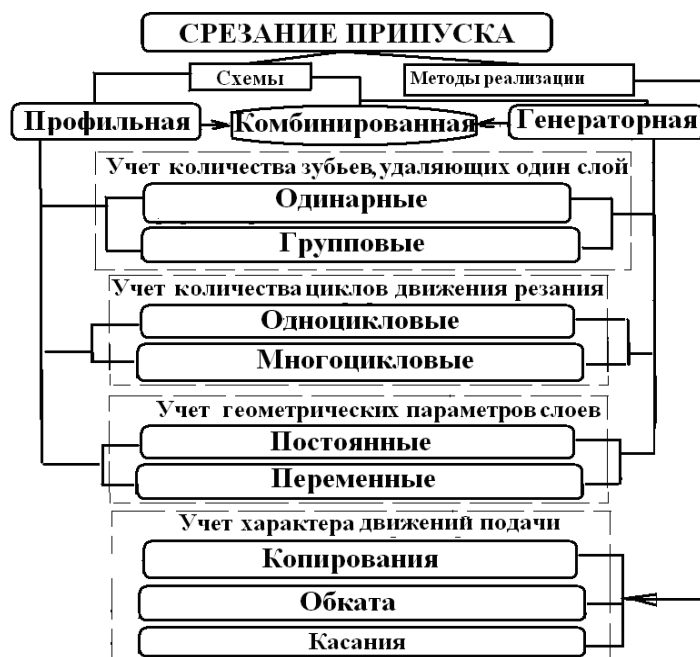 СРЕЗАНИЕ ПРИПУСКА
Схемы
Методы реализации
Профильная
Комбинированная
Генераторная
Учет количества зубьев, удаляющих один слой
Одинарные
Групповые
Учет количества циклов движения резания
Одноцикловые
Многоцикловые
Учет геометрических параметров слоев
Постоянные
Переменные
Учет характера движений подачи
Копирования
Обката
Касания